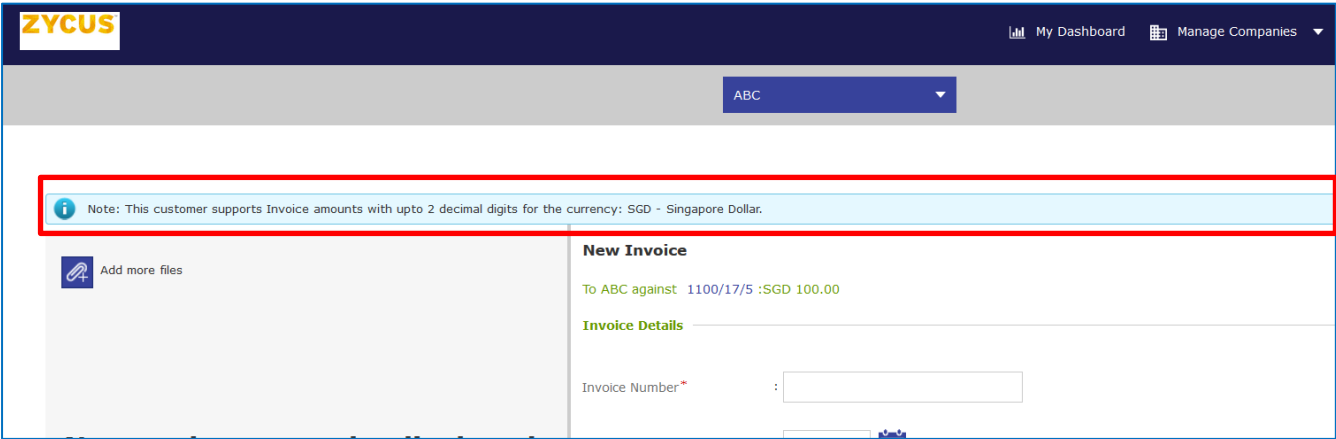 ZYCUS
My Dashboard
Manage Companies
ABC
Note: This customer supports Invoice amounts with upto 2 decimal digits for the currency: SGD - Singapore Dollar.
Add more files
New Invoice
To ABC against 1100/17/5 :SGD 100.00
Invoice Details
Invoice Number* :